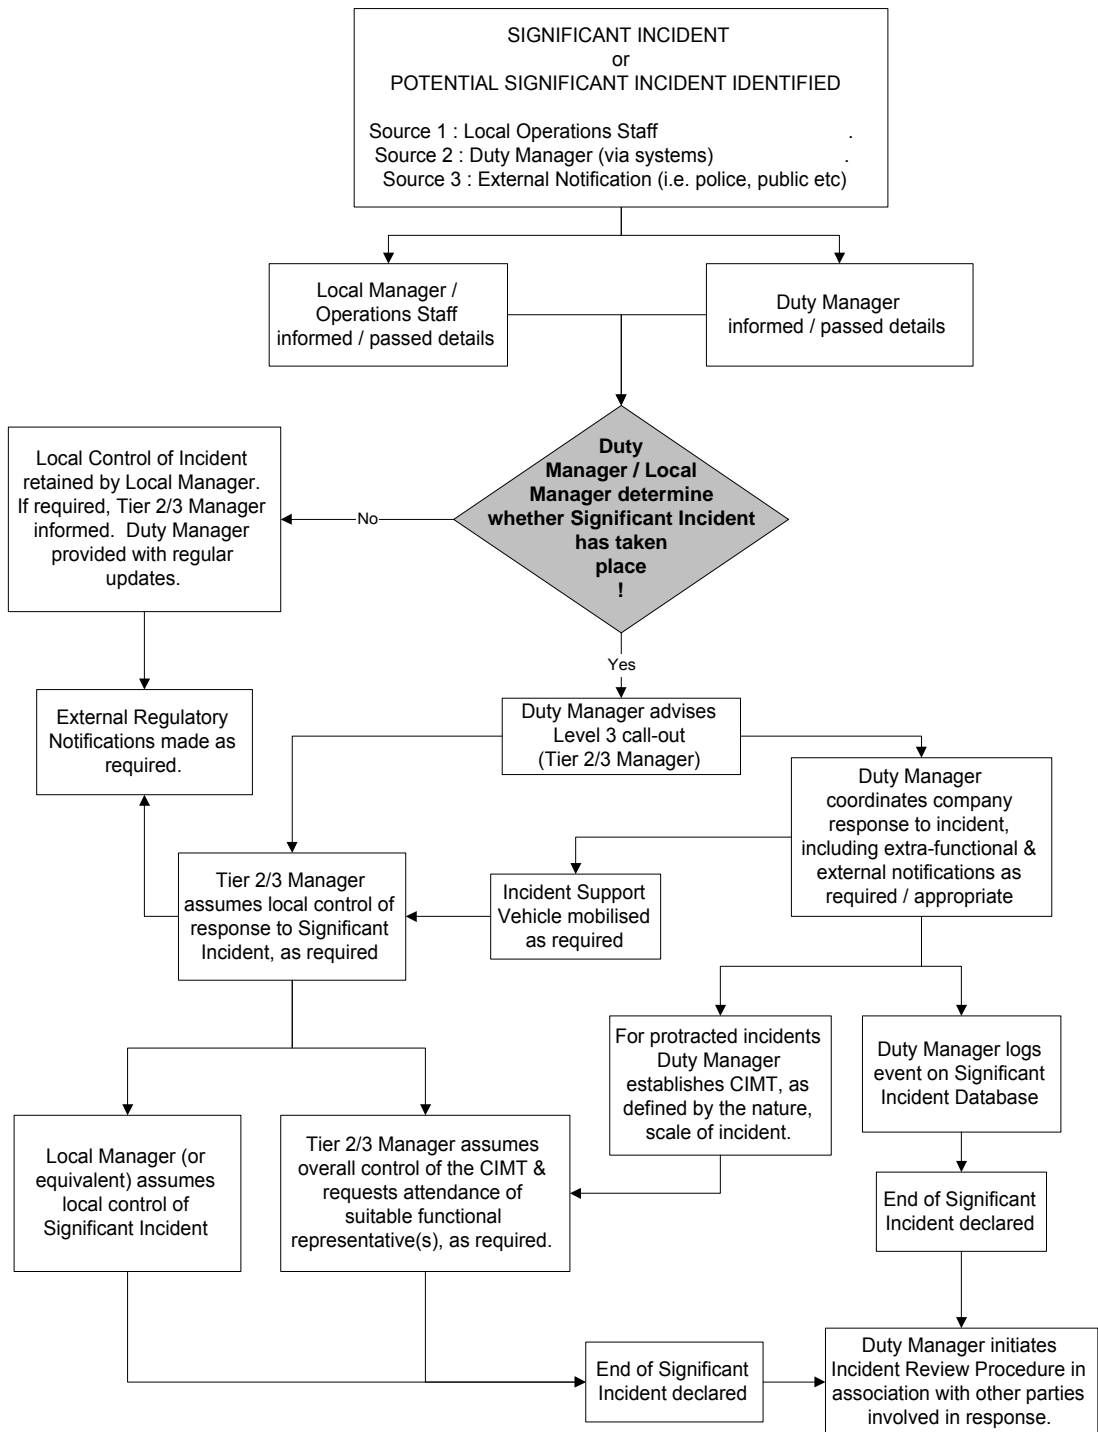 SIGNIFICANT INCIDENT
or
POTENTIAL SIGNIFICANT INCIDENT IDENTIFIED
Source 1 : Local Operations Staff .
Source 2 : Duty Manager (via systems) .
Source 3 : External Notification (i.e. police, public etc)
Local Manager /
Operations Staff
informed / passed details
Duty Manager
informed / passed details
Duty
Manager / Local
Manager determine
whether Significant Incident
has taken
place
!
No
Local Control of Incident
retained by Local Manager.
If required, Tier 2/3 Manager
informed. Duty Manager
provided with regular
updates.
Yes
External Regulatory
Notifications made as
required.
Duty Manager advises
Level 3 call-out
(Tier 2/3 Manager)
Duty Manager
coordinates company
response to incident,
including extra-functional &
external notifications as
required / appropriate
Tier 2/3 Manager
assumes local control of
response to Significant
Incident, as required
Incident Support
Vehicle mobilised
as required
For protracted incidents
Duty Manager
establishes CIMT, as
defined by the nature,
scale of incident.
Duty Manager logs
event on Significant
Incident Database
Local Manager (or
equivalent) assumes
local control of
Significant Incident
Tier 2/3 Manager assumes
overall control of the CIMT &
requests attendance of
suitable functional
representative(s), as required.
End of Significant
Incident declared
End of Significant
Incident declared
Duty Manager initiates
Incident Review Procedure in
association with other parties
involved in response.